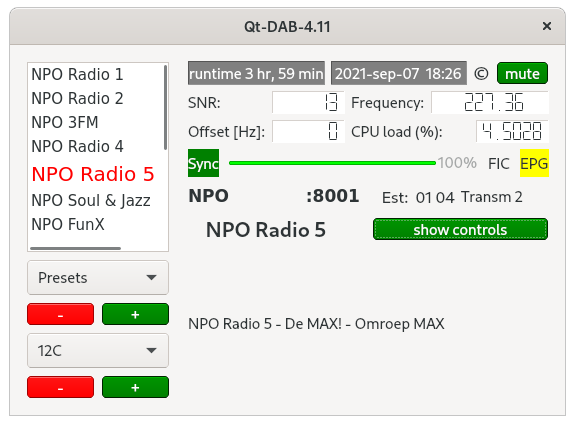 Qt-DAB-4.11 ×
NPO Radio 1
NPO Radio 2
NPO 3FM
NPO Radio 4
NPO Radio 5
NPO Soul & Jazz
NPO FunX
Presets
- +
12C
- +
runtime 3 hr, 59 min 2021-sep-07 18:26 © mute
SNR: 13 Frequency: 227.36
Offset [Hz]: 0 CPU load (%): 4.5028
Sync 100% FIC EPG
NPO :8001 Est: 01 04 Transm 2
NPO Radio 5 show controls
NPO Radio 5 - De MAX! - Omroep MAX